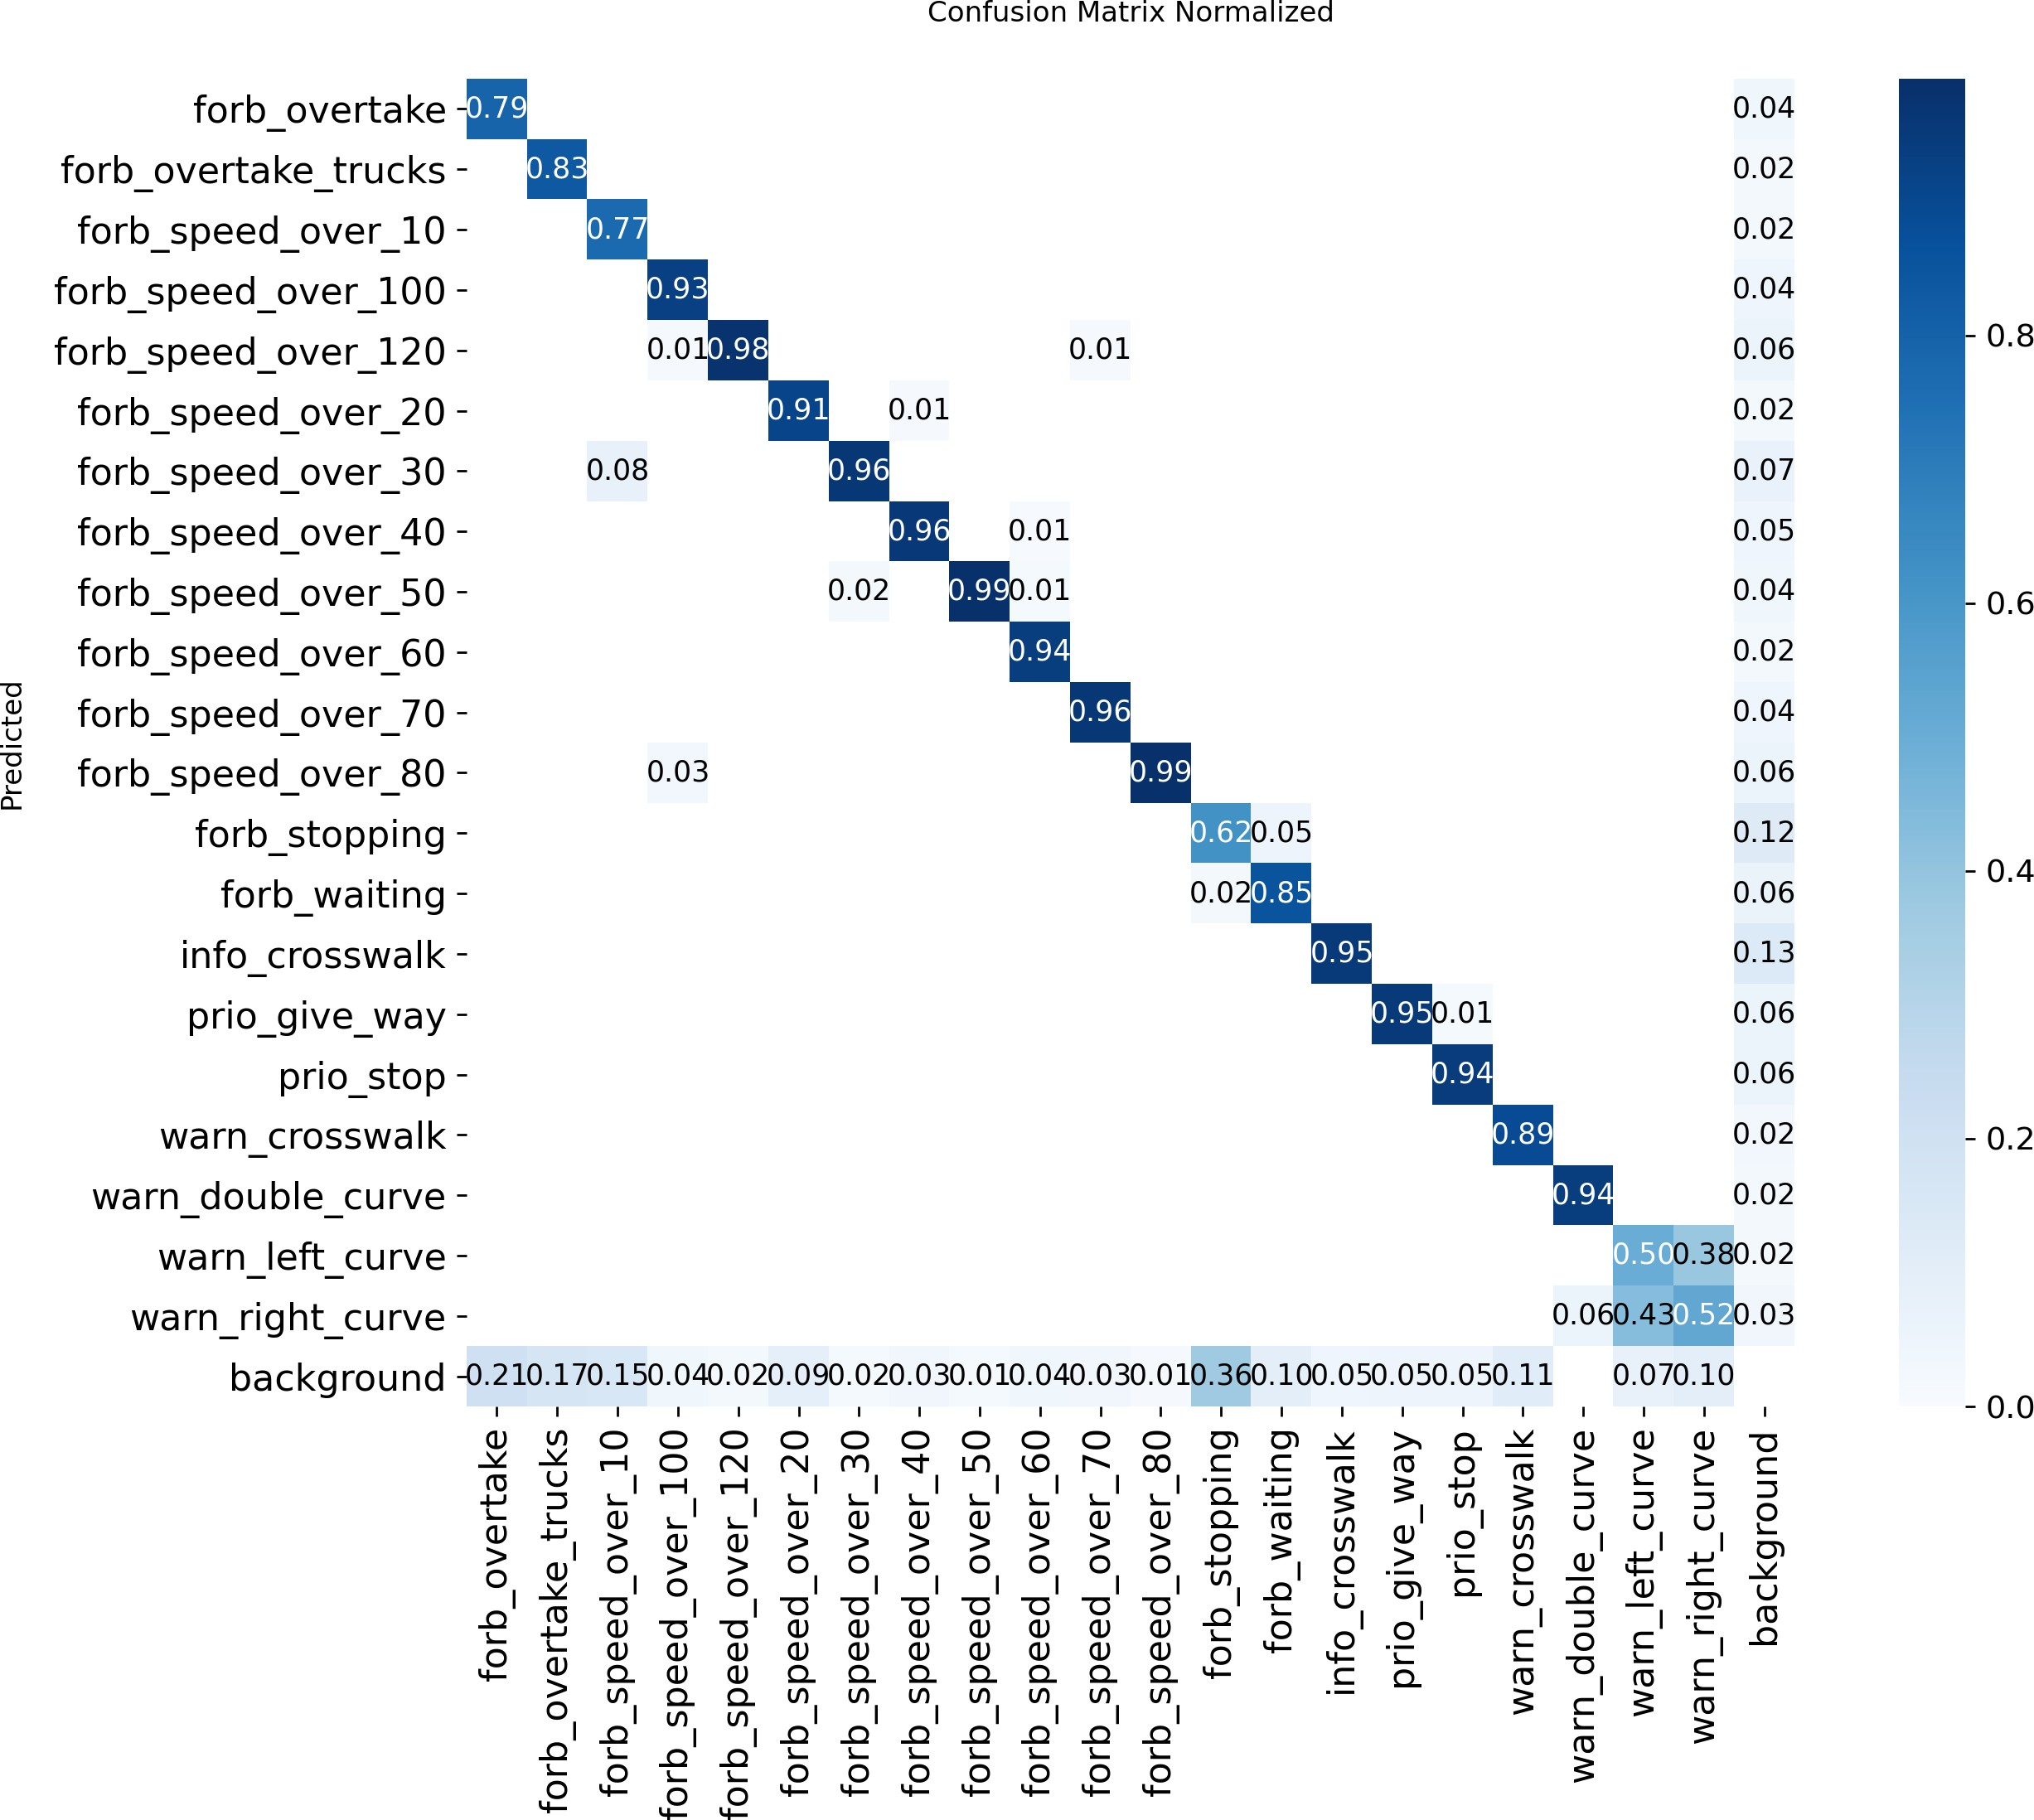 Confusion Matrix Normalized
forb_overtake 0.79 0.04
forb_overtake_trucks 0.83 0.02
forb_speed_over_10 0.77 0.02
forb_speed_over_100 0.93 0.04
forb_speed_over_120 0.01 0.98 0.01 0.06
forb_speed_over_20 0.91 0.01 0.02
forb_speed_over_30 0.08 0.96 0.07
forb_speed_over_40 0.96 0.01 0.05
forb_speed_over_50 0.02 0.99 0.01 0.04
forb_speed_over_60 0.94 0.02
forb_speed_over_70 0.96 0.04
forb_speed_over_80 0.03 0.99 0.06
forb_stopping 0.62 0.05 0.12
forb_waiting 0.02 0.85 0.06
info_crosswalk 0.95 0.13
prio_give_way 0.95 0.01 0.06
prio_stop 0.94 0.06
warn_crosswalk 0.89 0.02
warn_double_curve 0.94 0.02
warn_left_curve 0.50 0.38 0.02
warn_right_curve 0.06 0.43 0.52 0.03
background 0.21 0.17 0.15 0.04 0.02 0.09 0.02 0.03 0.01 0.04 0.03 0.01 0.36 0.10 0.05 0.05 0.05 0.11 0.07 0.10
Predicted
forb_overtake
forb_overtake_trucks
forb_speed_over_10
forb_speed_over_100
forb_speed_over_120
forb_speed_over_20
forb_speed_over_30
forb_speed_over_40
forb_speed_over_50
forb_speed_over_60
forb_speed_over_70
forb_speed_over_80
forb_stopping
forb_waiting
info_crosswalk
prio_give_way
prio_stop
warn_crosswalk
warn_double_curve
warn_left_curve
warn_right_curve
background
0.8
0.6
0.4
0.2
0.0